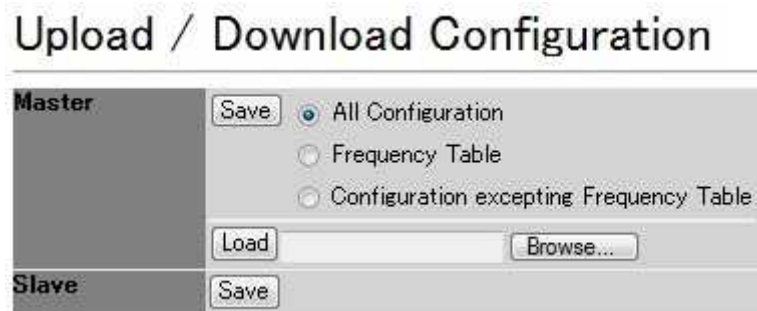 Upload / Download Configuration
Master
Save All Configuration
Frequency Table
Configuration excepting Frequency Table
Load Browse...
Slave
Save